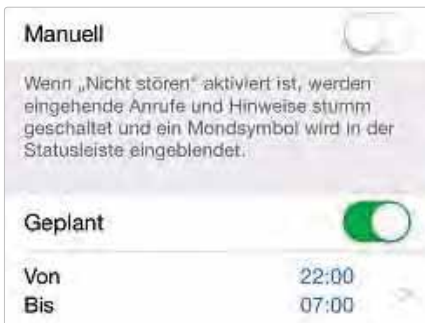 Manuell
Wenn „Nicht stören“ aktiviert ist, werden
eingehende Anrufe und Hinweise stumm
geschaltet und ein Mondsymbol wird in der
Statusleiste eingeblendet.
Geplant
Von 22:00
Bis 07:00